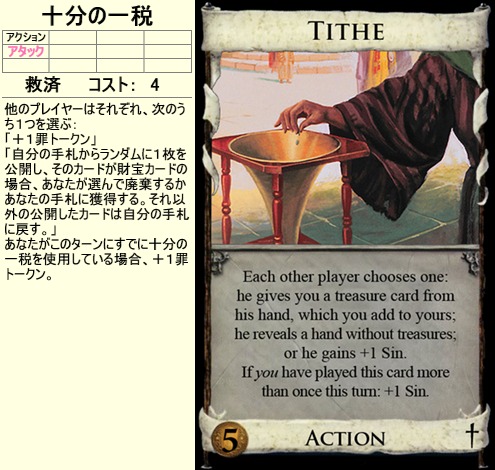 十分の一税
アクション
アタック
救済 コスト: 4
他のプレイヤーはそれぞれ、次のう
ち1つを選ぶ:
「＋１罪トークン」
「自分の手札からランダムに１枚を
公開し、そのカードが財宝カードの
場合、あなたが選んで廃棄するか
あなたの手札に獲得する。それ以
外の公開したカードは自分の手札
に戻す。」
あなたがこのターンにすでに十分の
一税を使用している場合、＋１罪
トークン。
TITHE
Each other player chooses one:
he gives you a treasure card from
his hand, which you add to yours;
he reveals a hand without treasures;
or he gains +1 Sin.
If you have played this card more
than once this turn: +1 Sin.
5 ACTION †